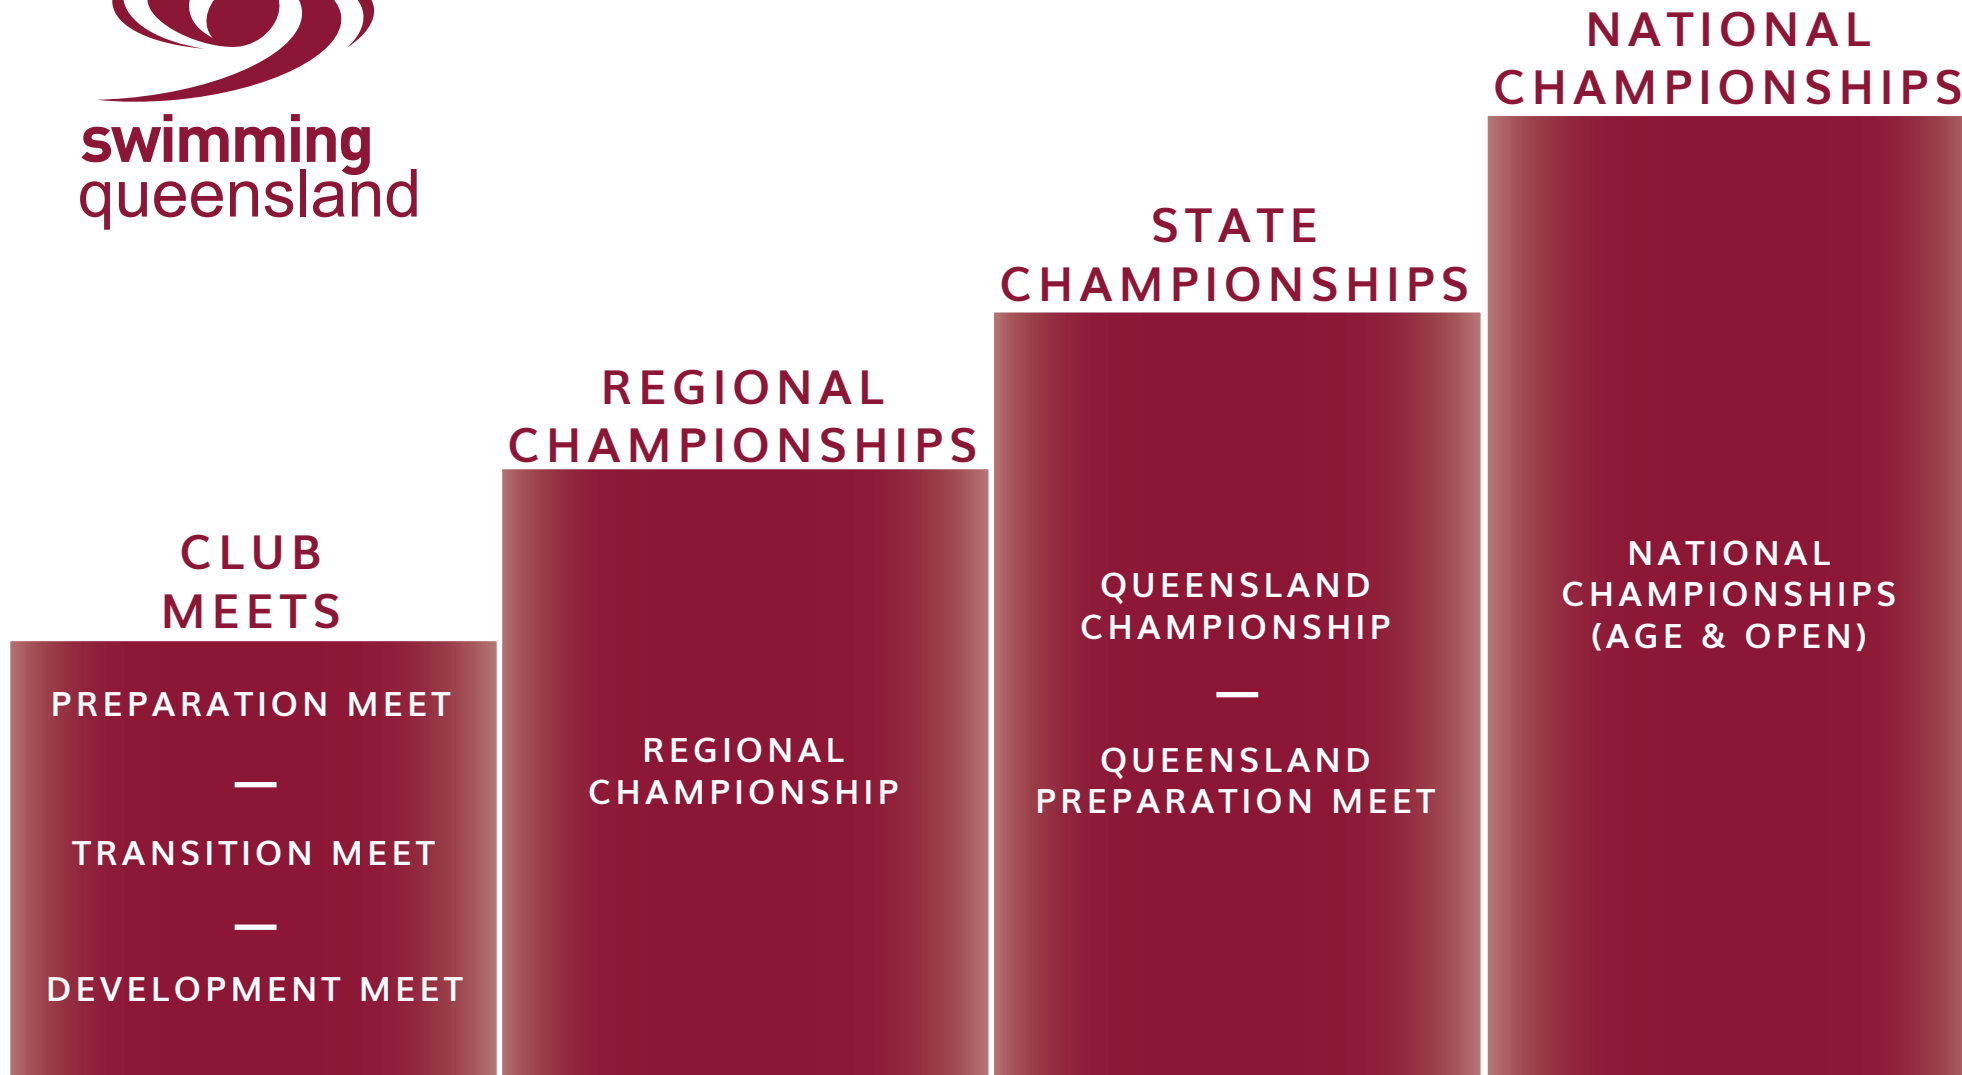 swimming
queensland
CLUB
MEETS
PREPARATION MEET
—
TRANSITION MEET
—
DEVELOPMENT MEET
REGIONAL
CHAMPIONSHIPS
REGIONAL
CHAMPIONSHIP
STATE
CHAMPIONSHIPS
QUEENSLAND
CHAMPIONSHIP
—
QUEENSLAND
PREPARATION MEET
NATIONAL
CHAMPIONSHIPS
NATIONAL
CHAMPIONSHIPS
(AGE & OPEN)